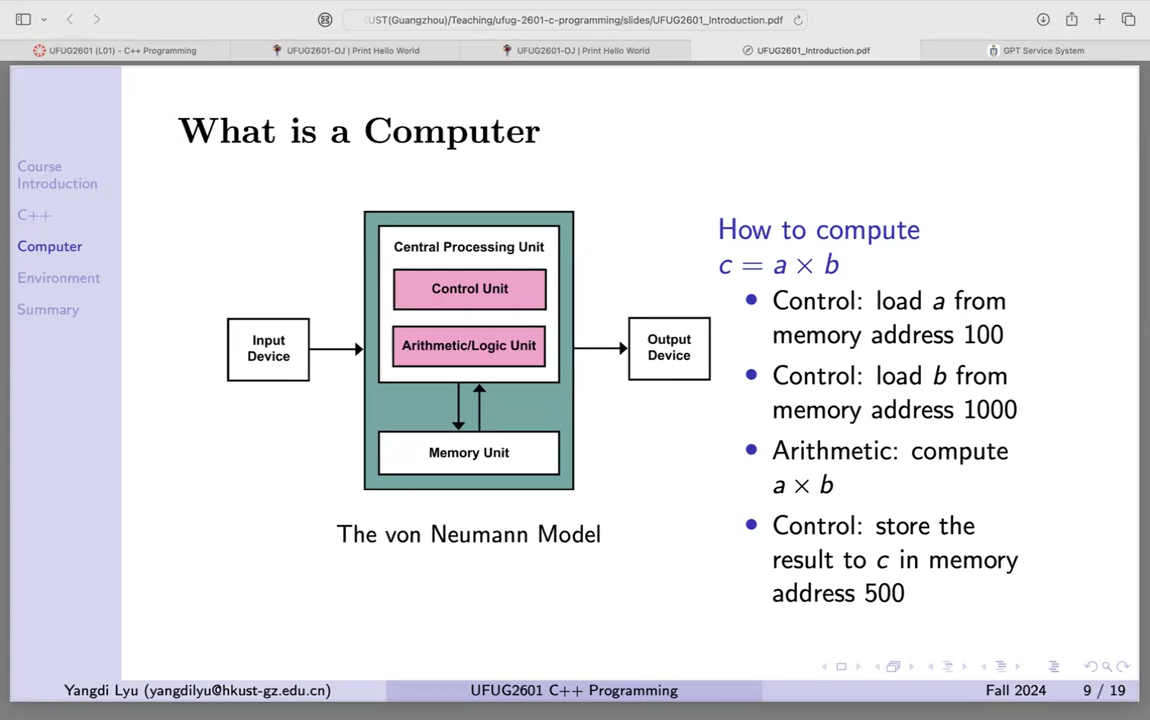 UST(Guangzhou)/Teaching/ufug-2601-c-programming/slides/UFUG2601_Introduction.pdf
UFUG2601 (L01) - C++ Programming
UFUG2601-OJ | Print Hello World
UFUG2601-OJ | Print Hello World
UFUG2601_Introduction.pdf
GPT Service System
What is a Computer
Course
Introduction
C++
Computer
Environment
Summary
Central Processing Unit
Control Unit
Arithmetic/Logic Unit
Memory Unit
Input
Device
Output
Device
The von Neumann Model
How to compute
c = a × b
• Control: load a from
memory address 100
• Control: load b from
memory address 1000
• Arithmetic: compute
a × b
• Control: store the
result to c in memory
address 500
Yangdi Lyu (yangdilyu@hkust-gz.edu.cn)
UFUG2601 C++ Programming
Fall 2024
9 / 19